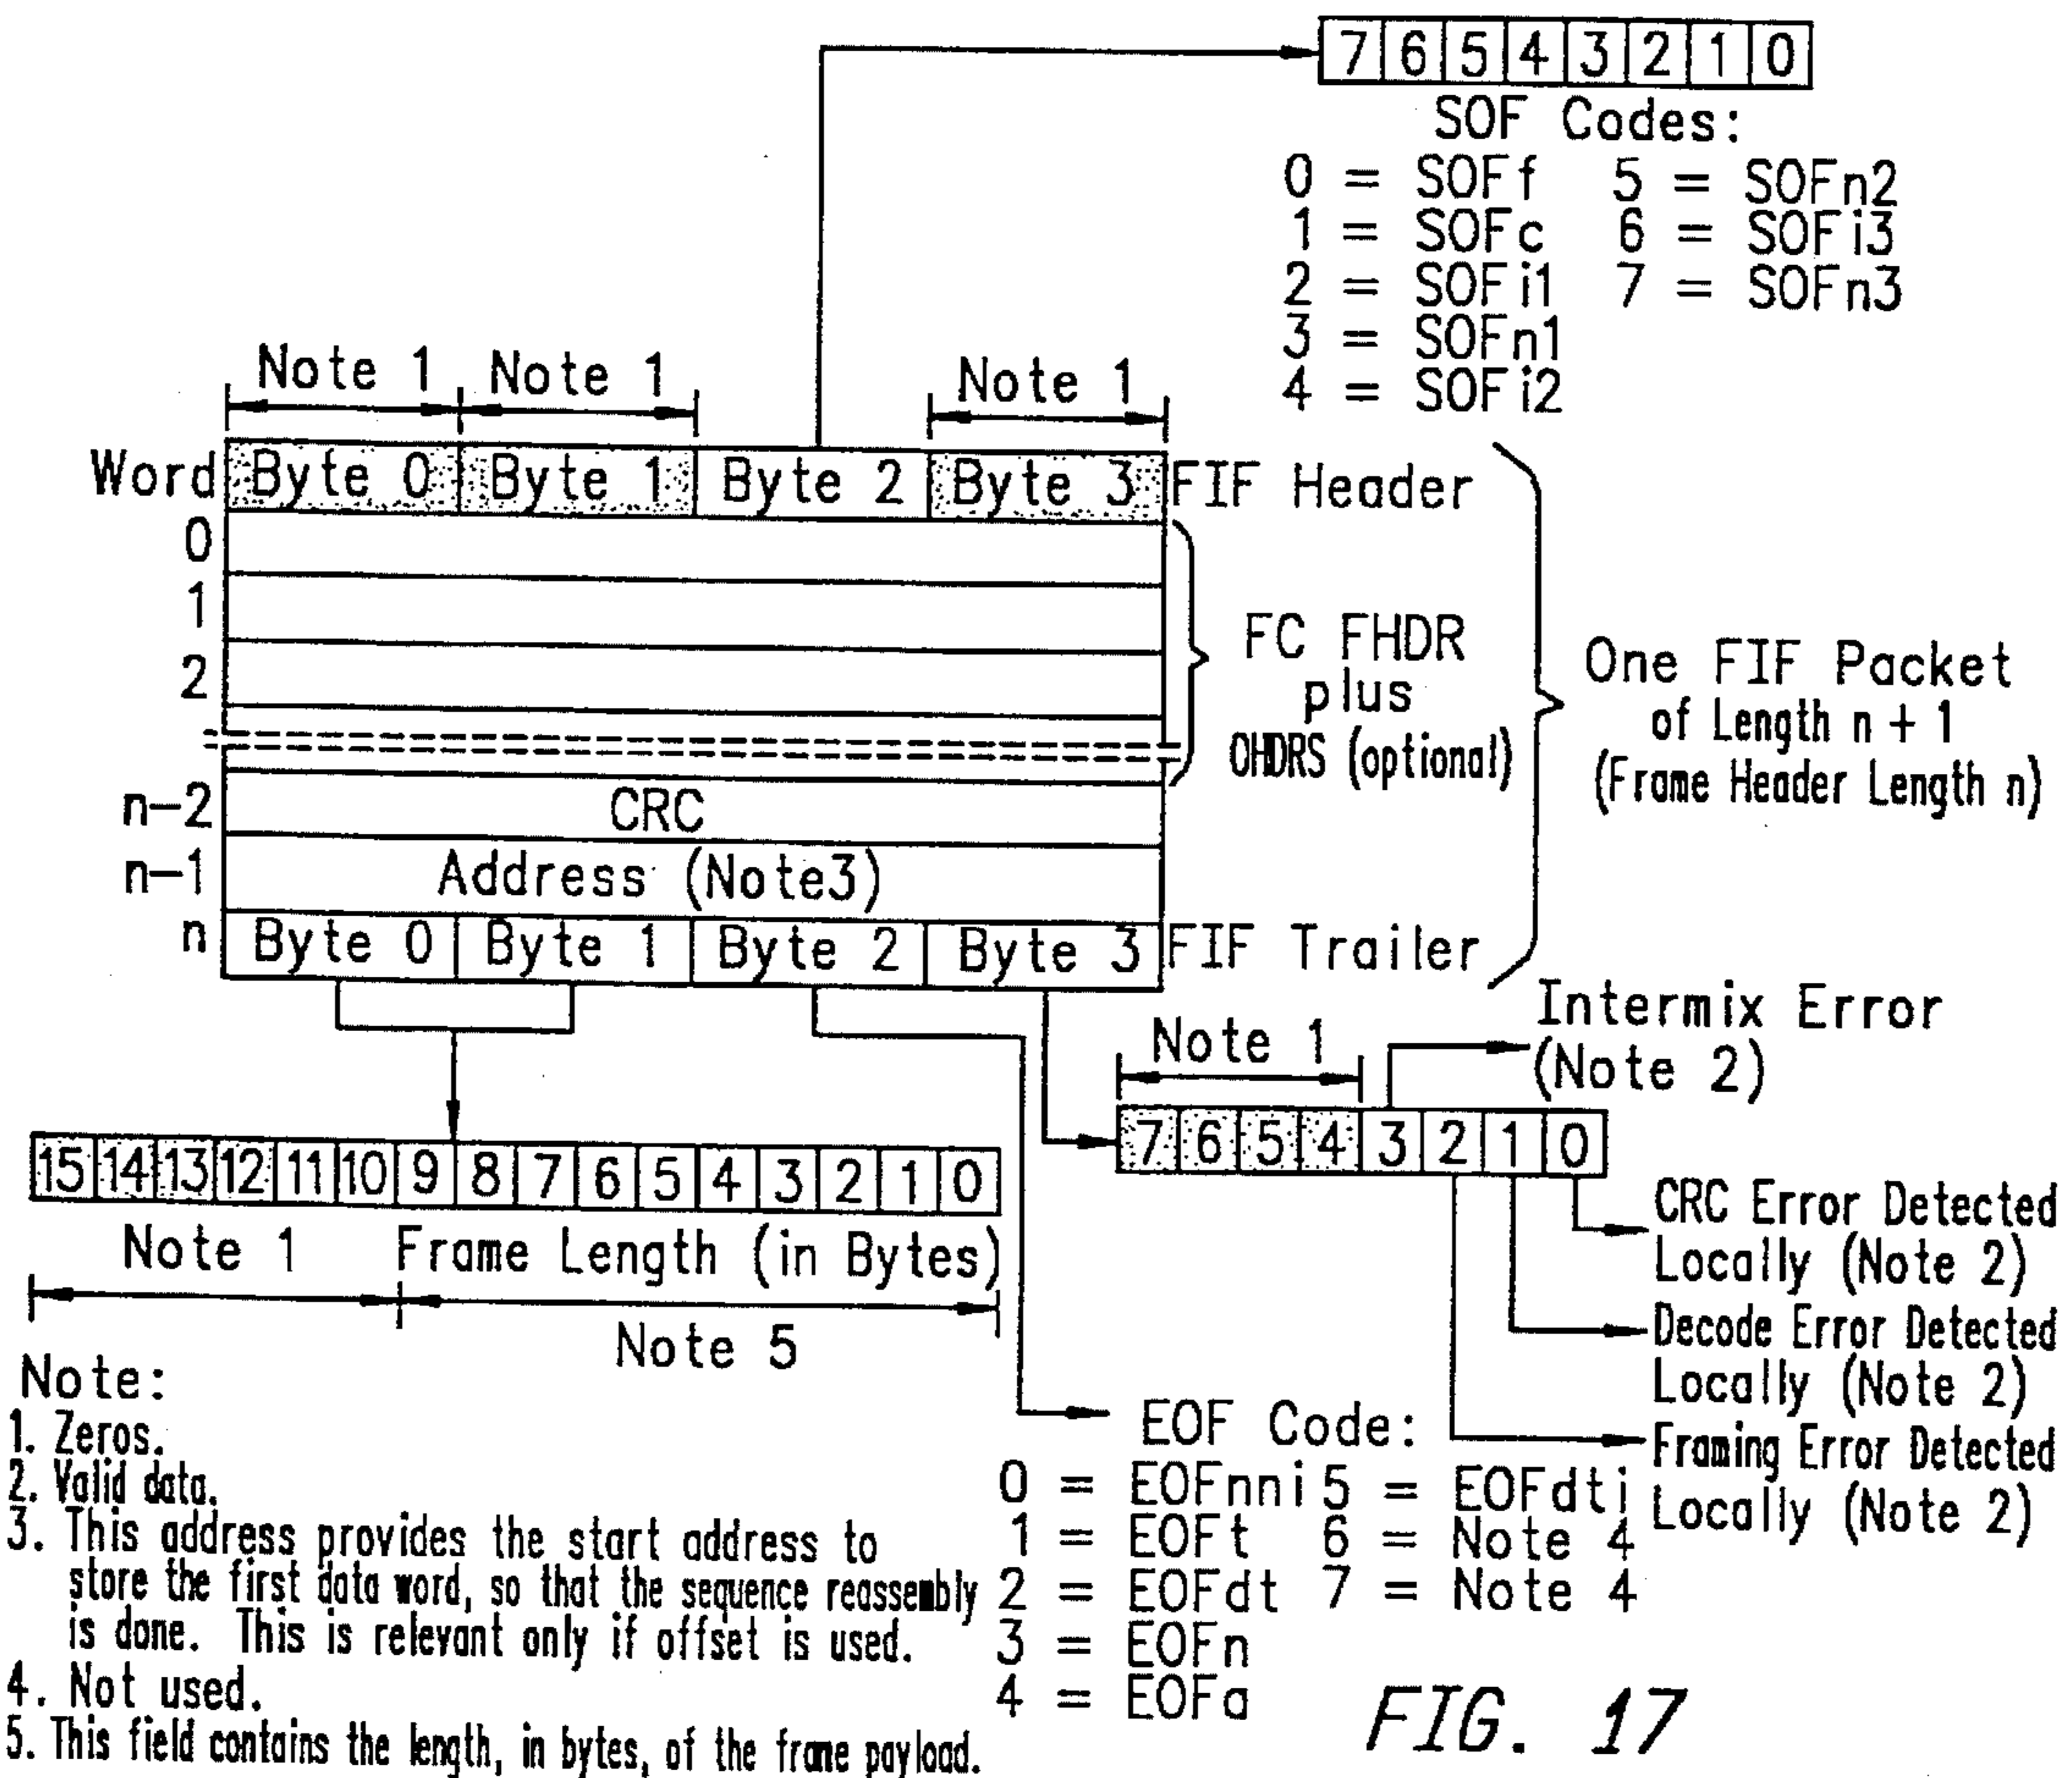 7 6 5 4 3 2 1 0
SOF Codes:
0 = SOFf 5 = SOFn2
1 = SOFc 6 = SOFi3
2 = SOFi1 7 = SOFn3
3 = SOFn1
4 = SOFi2
Note 1 Note 1 Note 1
Word Byte 0 Byte 1 Byte 2 Byte 3 FIF Header
0
1
2
FC FHDR
plus
OHDRS (optional)
One FIF Packet
of Length n + 1
(Frame Header Length n)
n-2 CRC
n-1 Address (Note3)
n Byte 0 Byte 1 Byte 2 Byte 3 FIF Trailer
Intermix Error
(Note 2)
Note 1
7 6 5 4 3 2 1 0
15 14 13 12 11 10 9 8 7 6 5 4 3 2 1 0
Note 1 Frame Length (in Bytes)
Note 5
CRC Error Detected
Locally (Note 2)
Decode Error Detected
Locally (Note 2)
Framing Error Detected
Locally (Note 2)
EOF Code:
0 = EOFnni 5 = EOFdti
1 = EOFt 6 = Note 4
2 = EOFdt 7 = Note 4
3 = EOFn
4 = EOFa
Note:
1. Zeros.
2. Valid data.
3. This address provides the start address to
store the first data word, so that the sequence reassembly
is done. This is relevant only if offset is used.
4. Not used.
5. This field contains the length, in bytes, of the frame payload.
FIG. 17